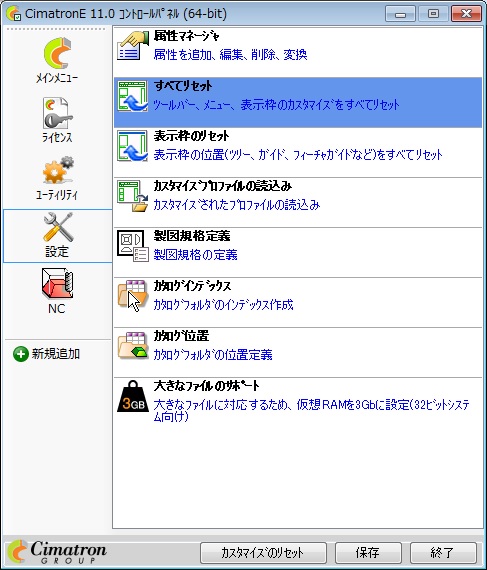 CimatronE 11.0 ｺﾝﾄﾛｰﾙﾊﾟﾈﾙ (64-bit)
ﾒｲﾝﾒﾆｭｰ
ﾗｲｾﾝｽ
ﾕｰﾃｨﾘﾃｨ
設定
NC
新規追加
属性ﾏﾈｰｼﾞｬ
属性を追加、編集、削除、変換
すべてﾘｾｯﾄ
ﾂｰﾙﾊﾞｰ、ﾒﾆｭｰ、表示枠のｶｽﾀﾏｲｽﾞをすべてﾘｾｯﾄ
表示枠のﾘｾｯﾄ
表示枠の位置(ﾂﾘｰ、ｶﾞｲﾄﾞ、ﾌｨｰﾁｬｶﾞｲﾄﾞなど)をすべてﾘｾｯﾄ
ｶｽﾀﾏｲｽﾞﾌﾟﾛﾌｧｲﾙの読込み
ｶｽﾀﾏｲｽﾞされたﾌﾟﾛﾌｧｲﾙの読込み
製図規格定義
製図規格の定義
ｶﾀﾛｸﾞｲﾝﾃﾞｯｸｽ
ｶﾀﾛｸﾞﾌｫﾙﾀﾞのｲﾝﾃﾞｯｸｽ作成
ｶﾀﾛｸﾞ位置
ｶﾀﾛｸﾞﾌｫﾙﾀﾞの位置定義
3GB
大きなﾌｧｲﾙのｻﾎﾟｰﾄ
大きなﾌｧｲﾙに対応するため、仮想RAMを3Gbに設定(32ﾋﾞｯﾄｼｽﾃ
ﾑ向け)
Cimatron
GROUP
ｶｽﾀﾏｲｽﾞのﾘｾｯﾄ
保存
終了